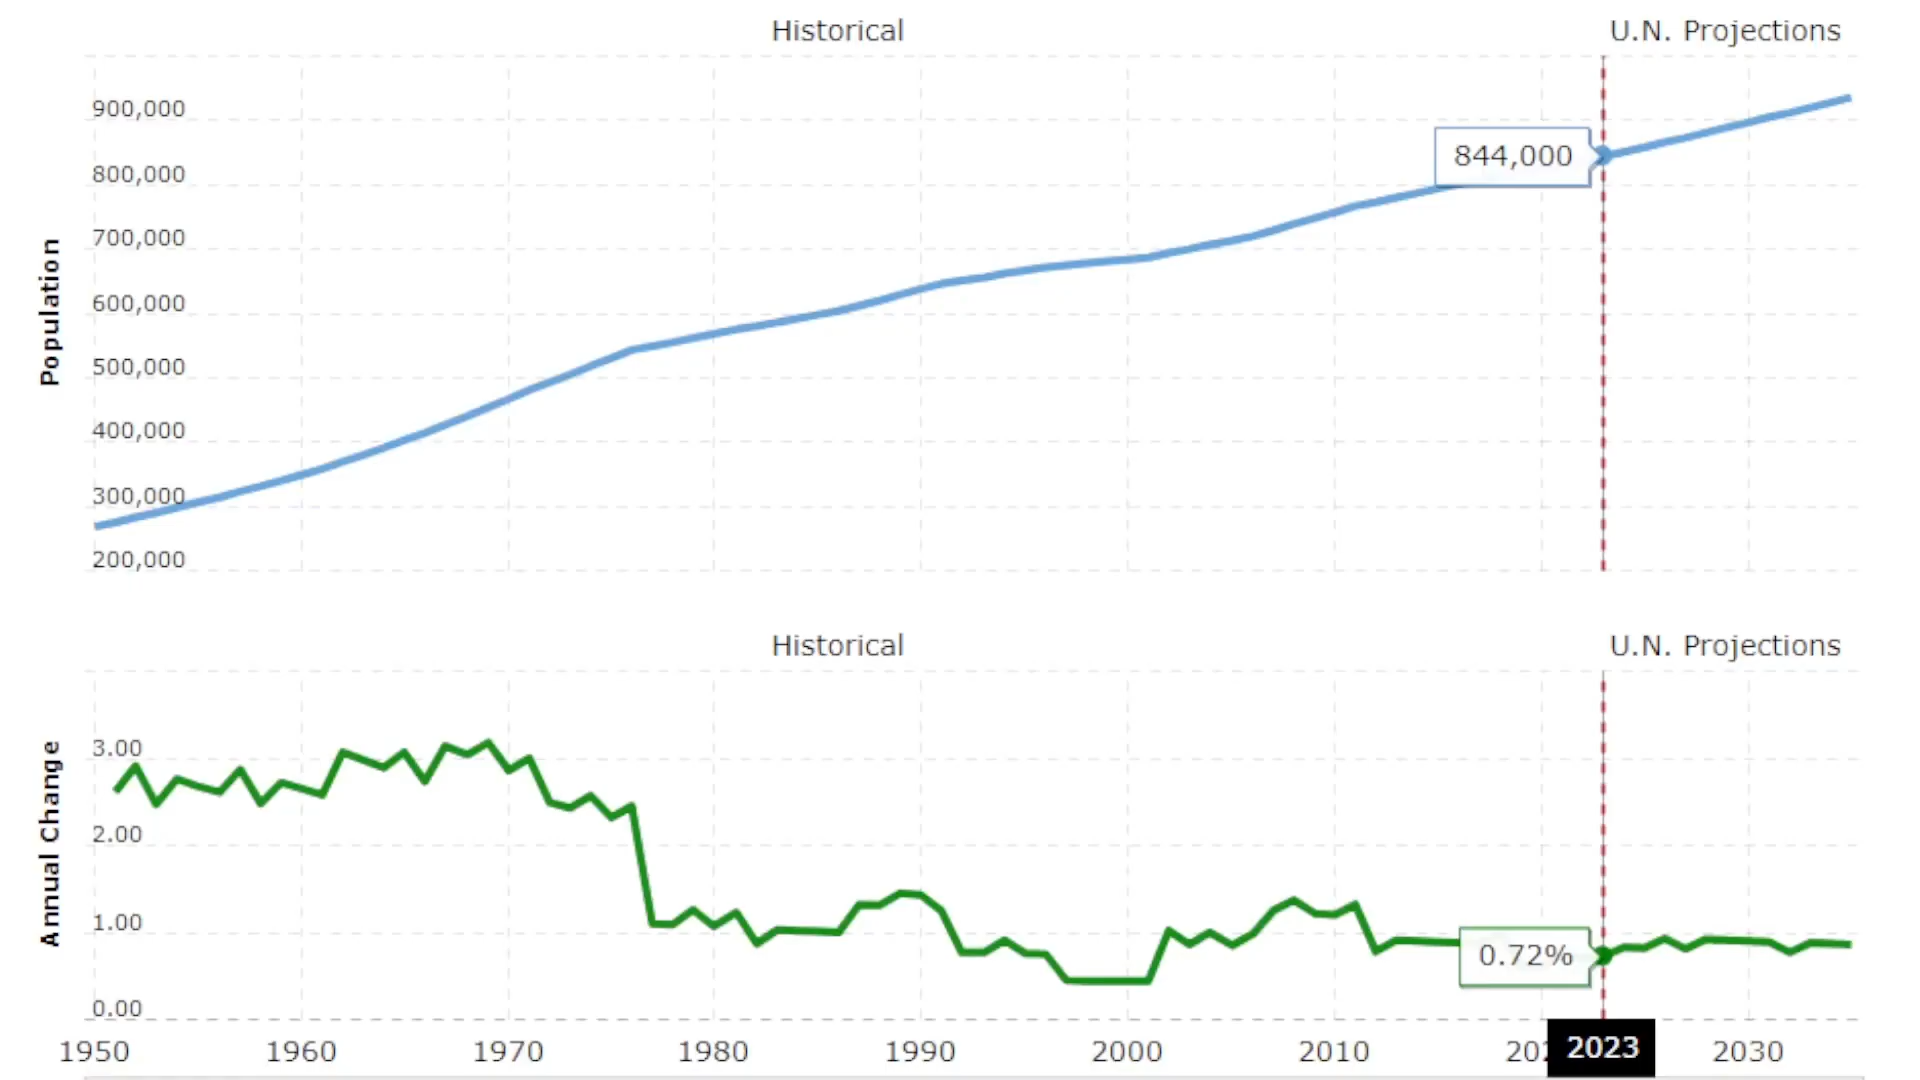 Historical
U.N. Projections
Population
900,000
800,000
700,000
600,000
500,000
400,000
300,000
200,000
844,000
Historical
U.N. Projections
Annual Change
3.00
2.00
1.00
0.00
0.72%
1950 1960 1970 1980 1990 2000 2010 2023 2030